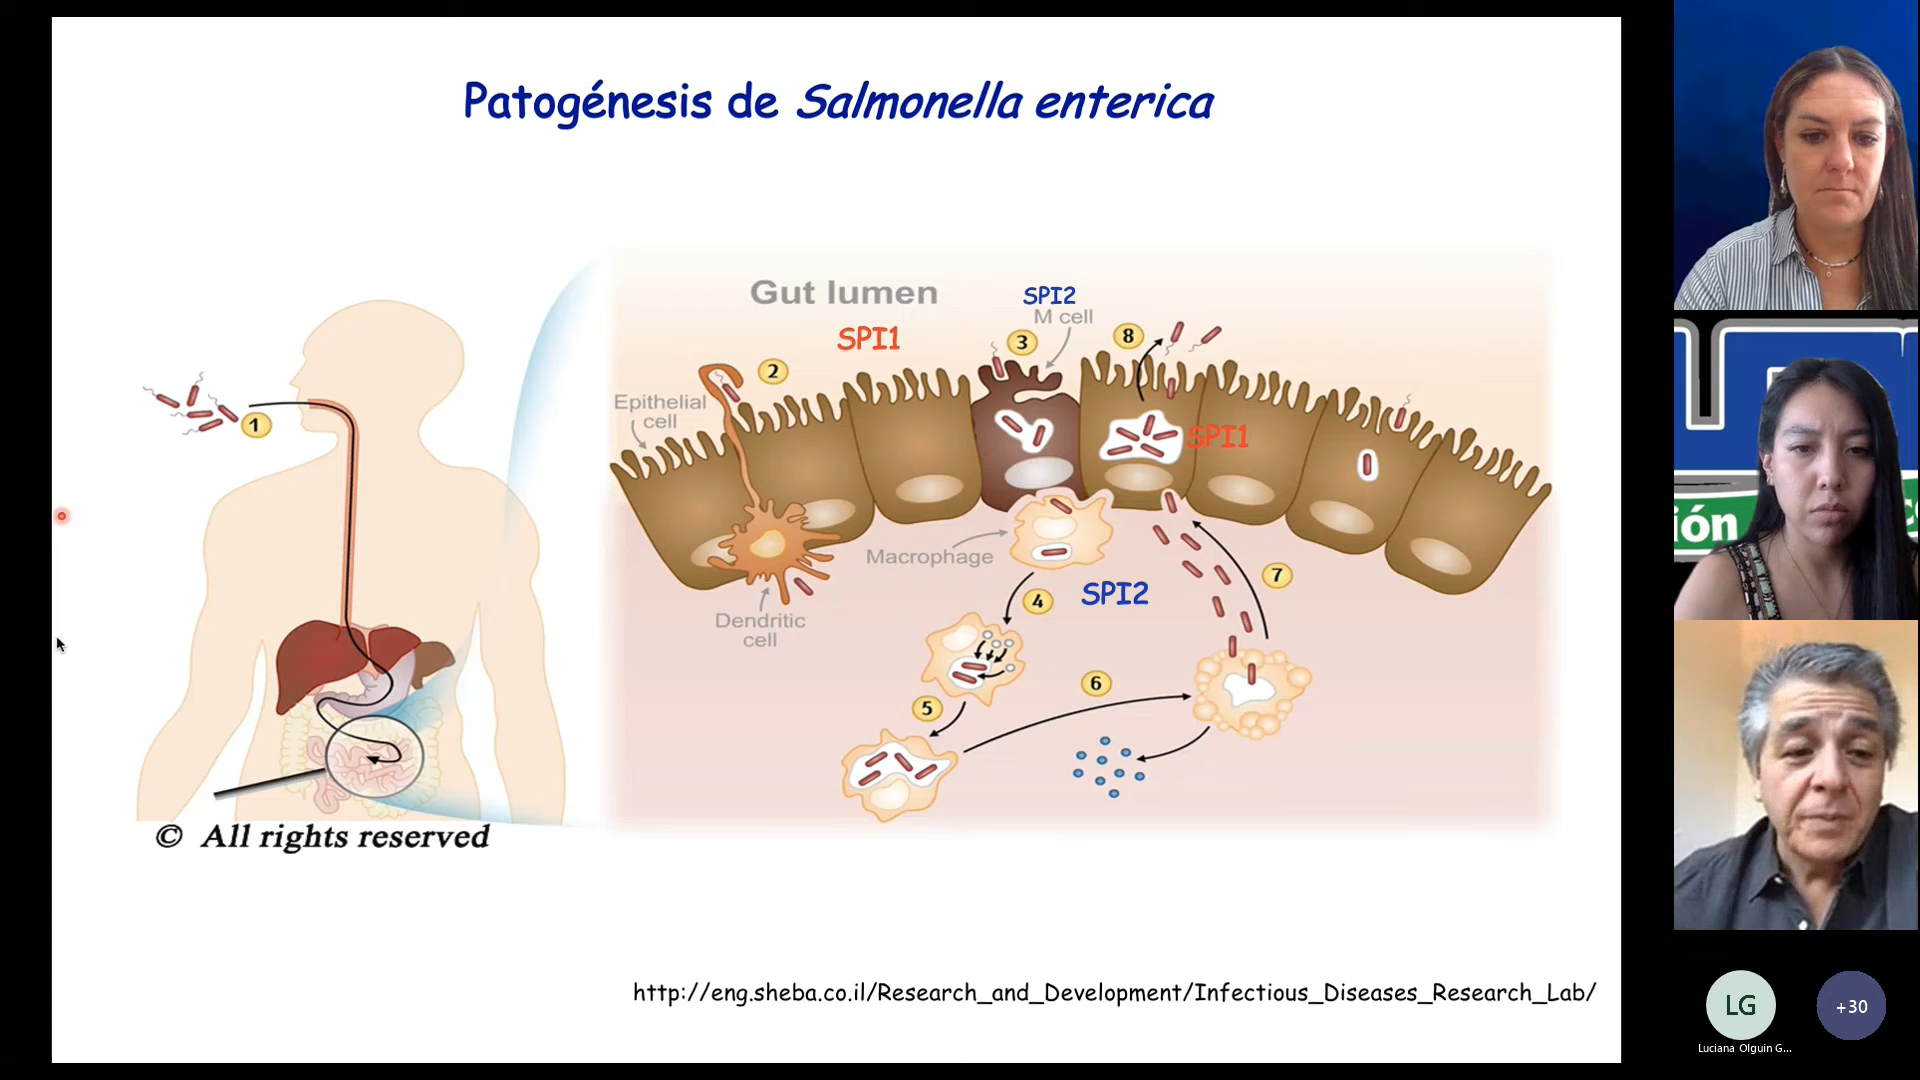 Patogénesis de Salmonella enterica
Gut lumen
SPI1
SPI2
M cell
3
8
2
Epithelial
cell
1
SPI1
Macrophage
SPI2
7
4
Dendritic
cell
6
5
© All rights reserved
http://eng.sheba.co.il/Research_and_Development/Infectious_Diseases_Research_Lab/
ión
LG
+30
Luciana Olguin G...